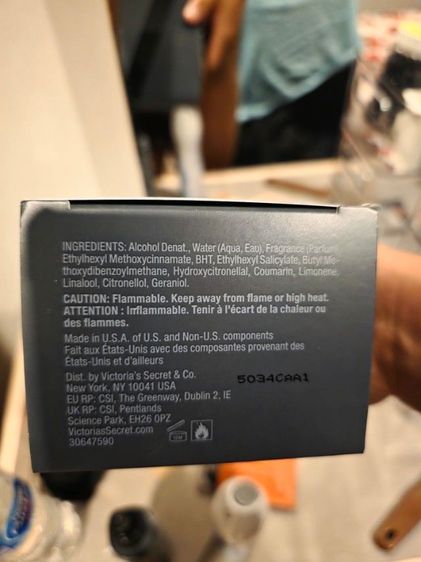 INGREDIENTS: Alcohol Denat., Water (Aqua, Eau), Fragrance (Parfum),
Ethylhexyl Methoxycinnamate, BHT, Ethylhexyl Salicylate, Butyl Me-
thoxydibenzoylmethane, Hydroxycitronellal, Coumarin, Limonene,
Linalool, Citronellol, Geraniol.
CAUTION: Flammable. Keep away from flame or high heat.
ATTENTION : Inflammable. Tenir à l'écart de la chaleur ou
des flammes.
Made in U.S.A. of U.S. and Non-U.S. components
Fait aux États-Unis avec des composantes provenant des
États-Unis et d'ailleurs
Dist. by Victoria's Secret & Co.
New York, NY 10041 USA
EU RP: CSI, The Greenway, Dublin 2, IE
UK RP: CSI, Pentlands
Science Park, EH26 0PZ
VictoriasSecret.com
30647590
5034CAA1